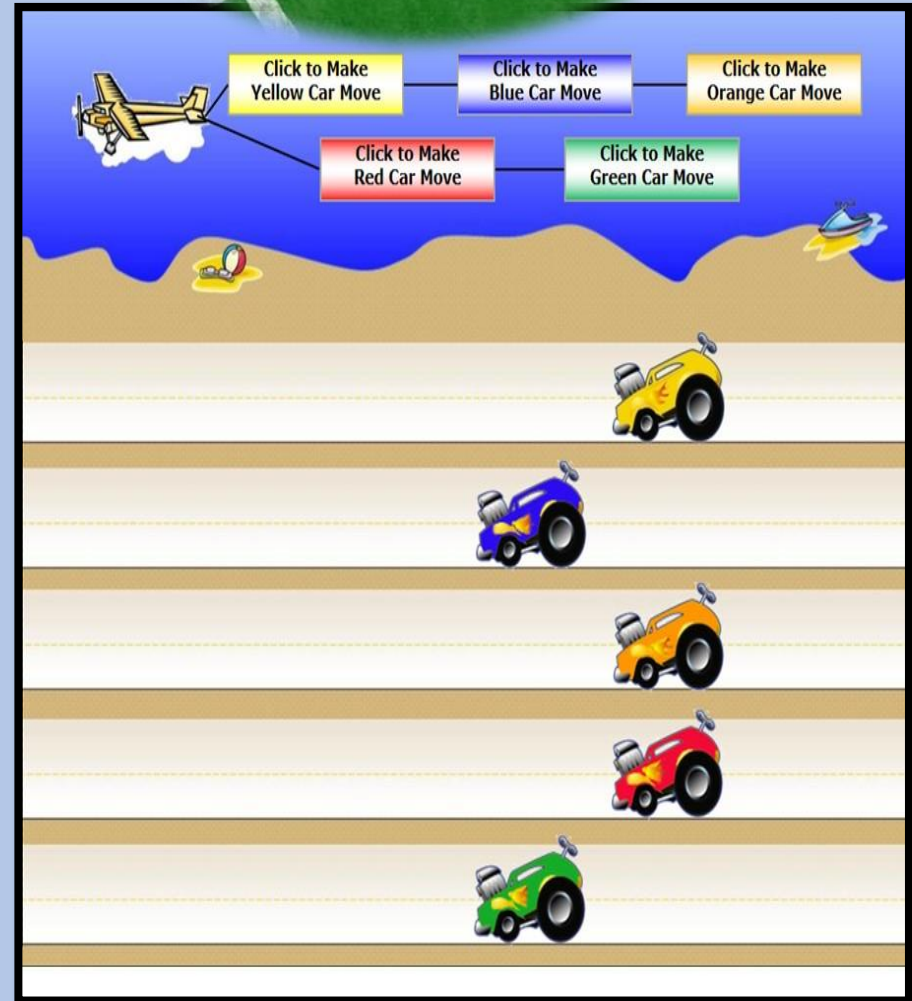 Click to Make
Yellow Car Move
Click to Make
Blue Car Move
Click to Make
Orange Car Move
Click to Make
Red Car Move
Click to Make
Green Car Move